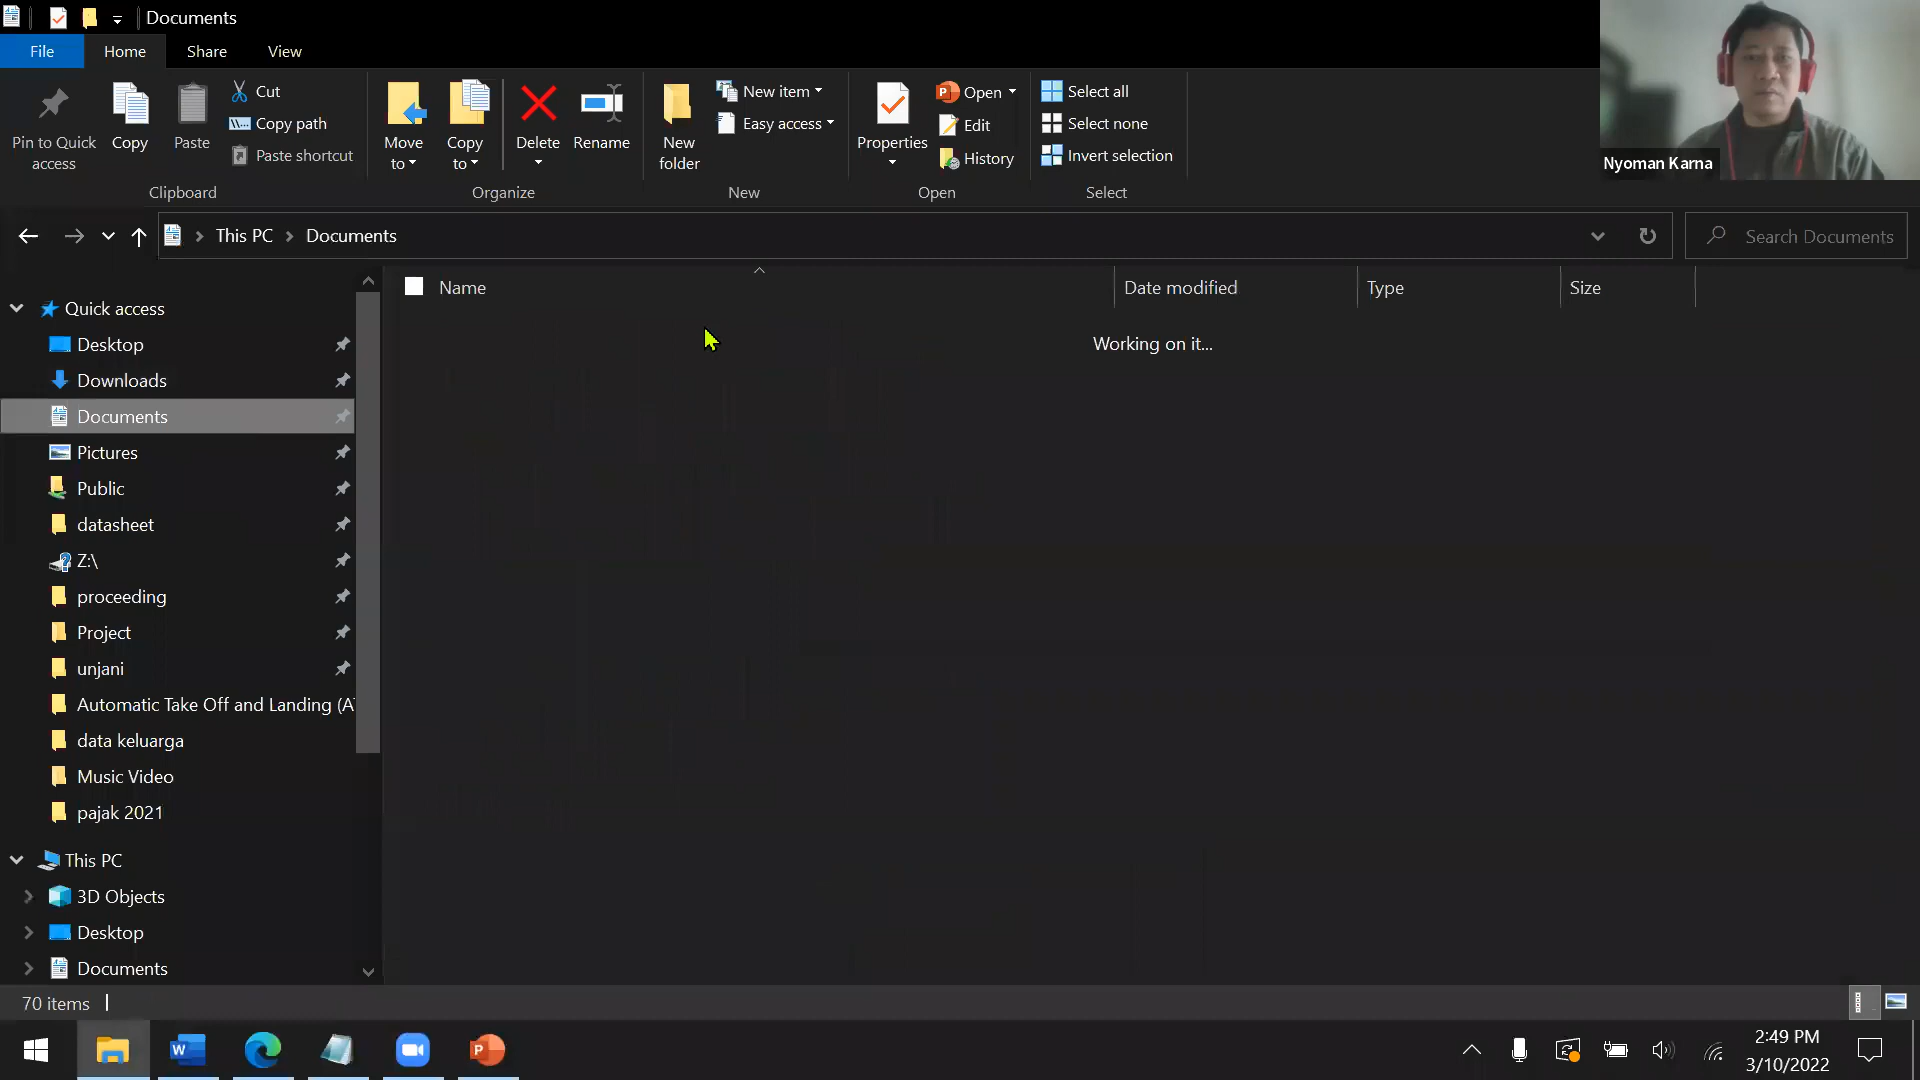 Documents
File Home Share View
Pin to Quick access
Copy
Paste
Cut
Copy path
Paste shortcut
Clipboard
Move to
Copy to
Delete
Rename
Organize
New folder
New item
Easy access
New
Properties
Open
Edit
History
Open
Select all
Select none
Invert selection
Select
Nyoman Karna
This PC Documents
Search Documents
Name Date modified Type Size
Working on it...
Quick access
Desktop
Downloads
Documents
Pictures
Public
datasheet
Z:\
proceeding
Project
unjani
Automatic Take Off and Landing (A
data keluarga
Music Video
pajak 2021
This PC
3D Objects
Desktop
Documents
70 items
2:49 PM
3/10/2022